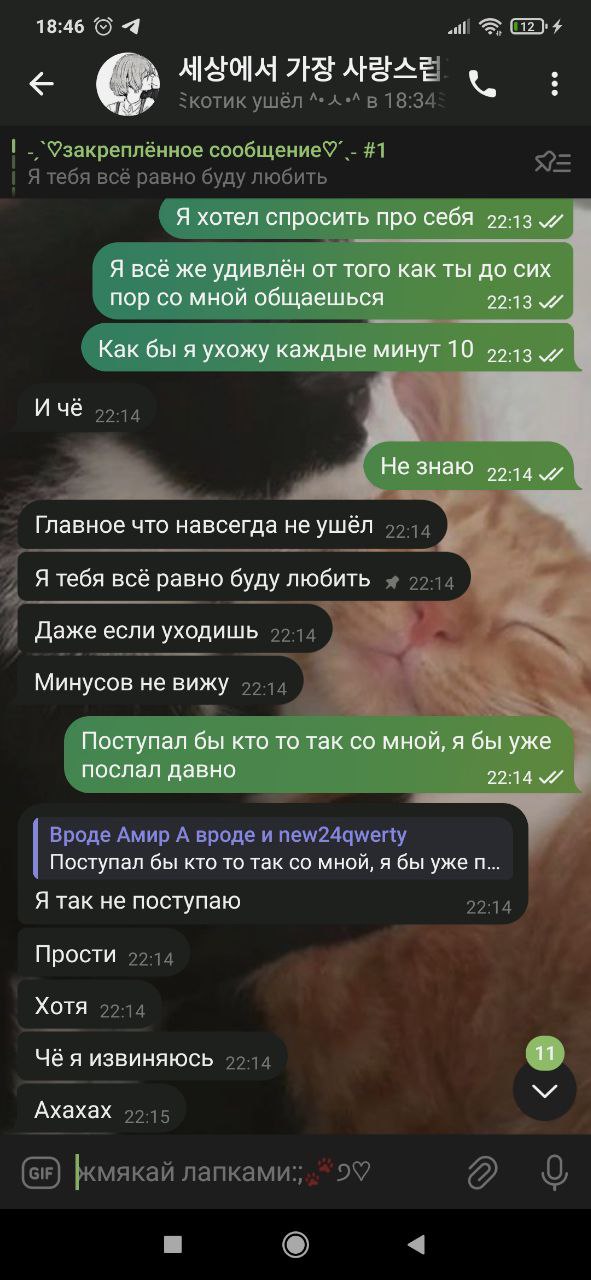 18:46
12
세상에서 가장 사랑스럽
котик ушёл ^•ㅅ•^ в 18:34
-ˏˋ♡закреплённое сообщение♡ˊˎ- #1
Я тебя всё равно буду любить
Я хотел спросить про себя 22:13
Я всё же удивлён от того как ты до сих
пор со мной общаешься 22:13
Как бы я ухожу каждые минут 10 22:13
И чё 22:14
Не знаю 22:14
Главное что навсегда не ушёл 22:14
Я тебя всё равно буду любить 22:14
Даже если уходишь 22:14
Минусов не вижу 22:14
Поступал бы кто то так со мной, я бы уже
послал давно 22:14
Вроде Амир А вроде и new24qwerty
Поступал бы кто то так со мной, я бы уже п...
Я так не поступаю 22:14
Прости 22:14
Хотя 22:14
Чё я извиняюсь 22:14
Ахахах 22:15
11
GIF жмякай лапками:;🐾੭♡